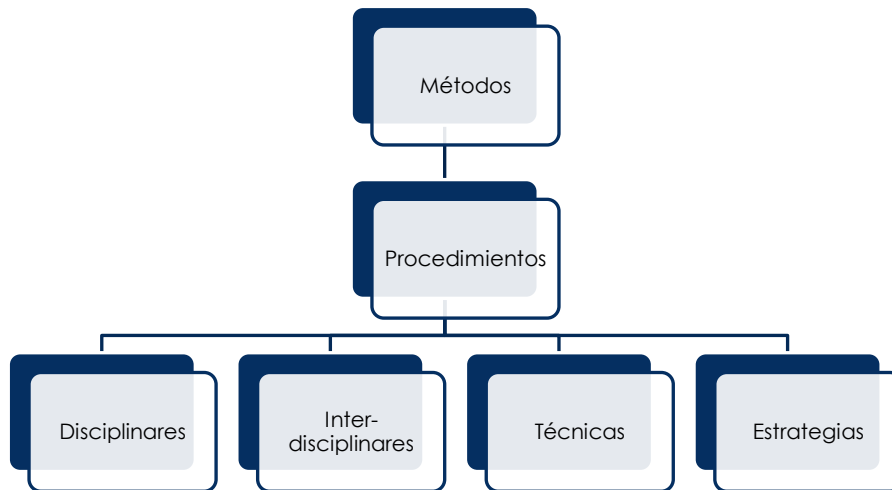 Métodos
Procedimientos
Disciplinares
Inter-
disciplinares
Técnicas
Estrategias